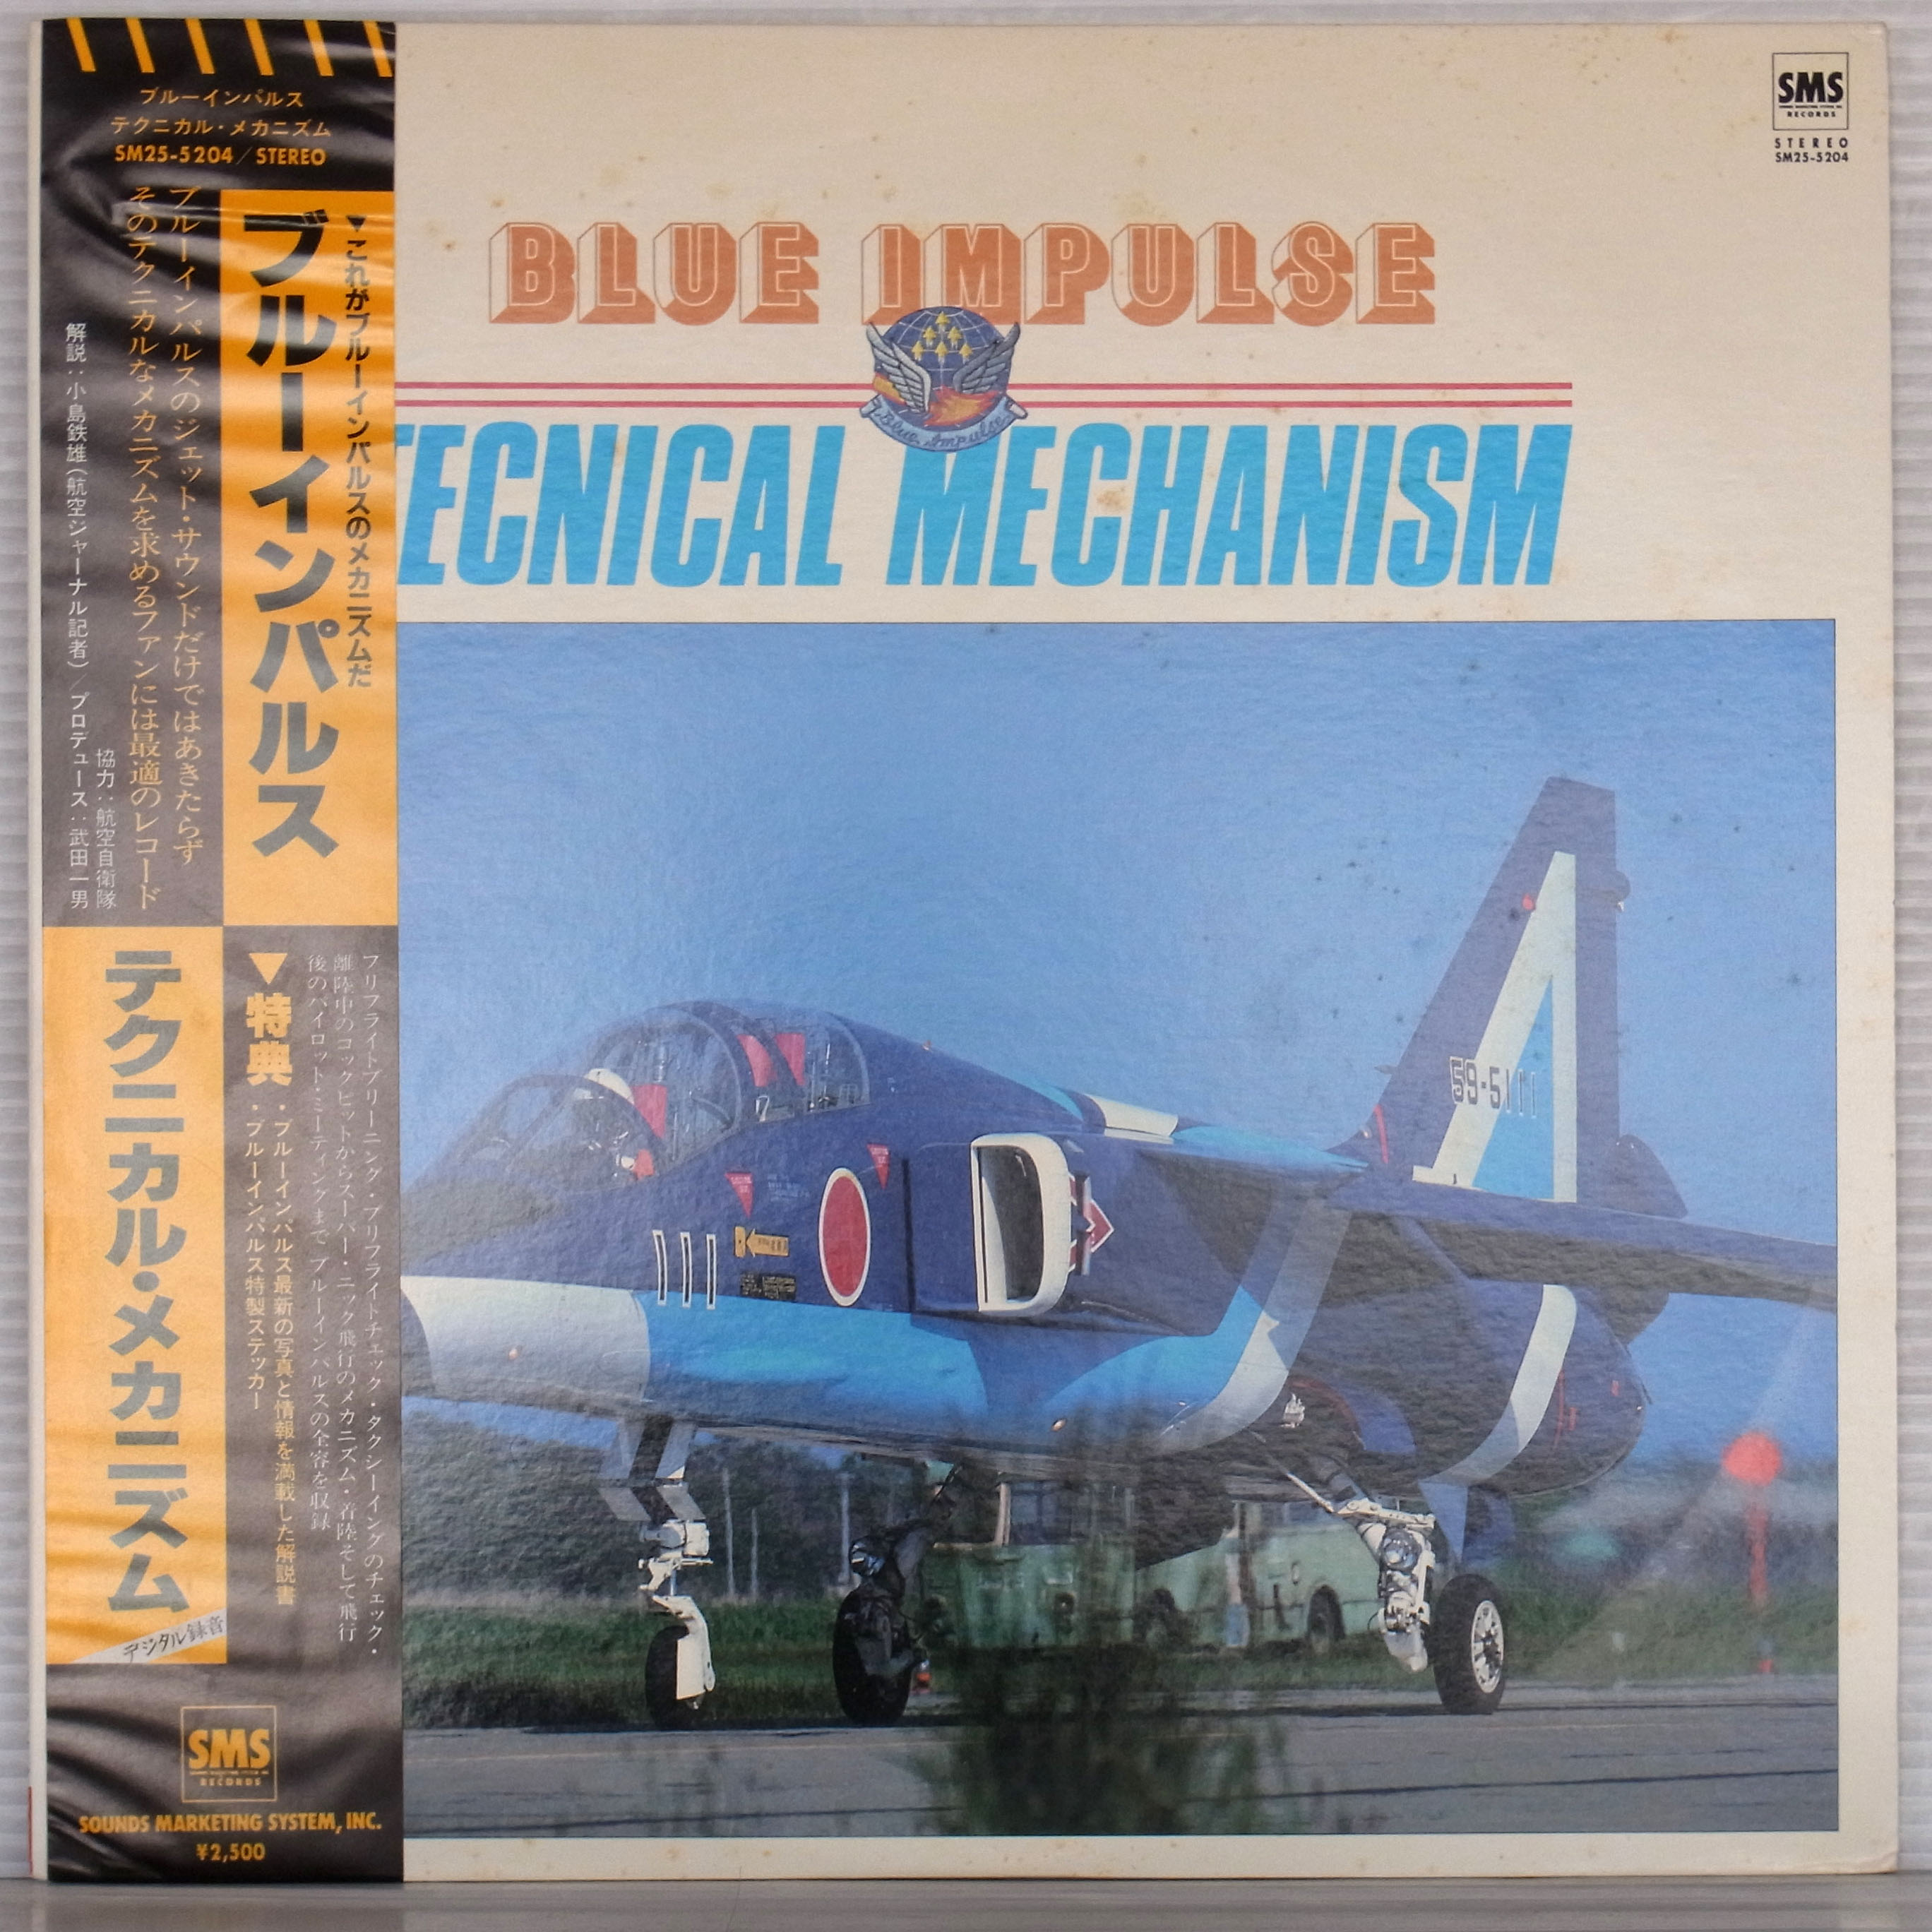 ブルーインパルス
テクニカル・メカニズム
SM25-5204/STEREO
▼これがブルーインパルスのメカニズムだ
ブルーインパルス
ブルーインパルスのジェット・サウンドだけではあきたらず
そのテクニカルなメカニズムを求めるファンには最適のレコード
協力:航空自衛隊
解説:小島鉄雄(航空ジャーナル記者)/プロデュース:武田一男
プリフライトブリーニング・プリフライトチェック・タクシーイングのチェック・
離陸中のコックピットからスーパー・ニック飛行のメカニズム・着陸そして飛行
後のパイロット・ミーティングまでブルーインパルスの全容を収録
▼特典
・ブルーインパルス最新の写真と情報を満載した解説書
・ブルーインパルス特製ステッカー
テクニカル・メカニズム
デジタル録音
SMS
RECORDS
SOUNDS MARKETING SYSTEM, INC.
¥2,500
SMS
RECORDS
STEREO
SM25-5204
BLUE IMPULSE
Blue Impulse
TECNICAL MECHANISM
59-5111
111